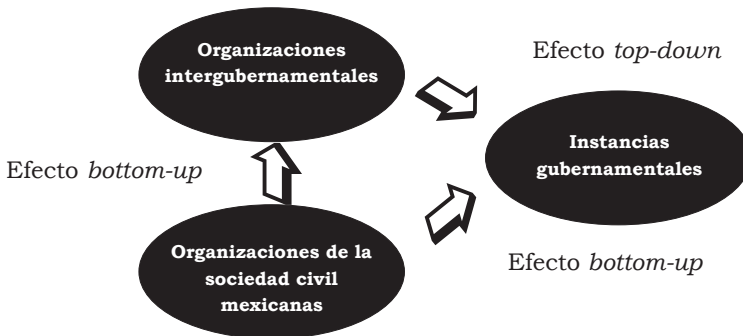 Organizaciones
intergubernamentales
Efecto top-down
Instancias
gubernamentales
Efecto bottom-up
Organizaciones de la
sociedad civil
mexicanas
Efecto bottom-up